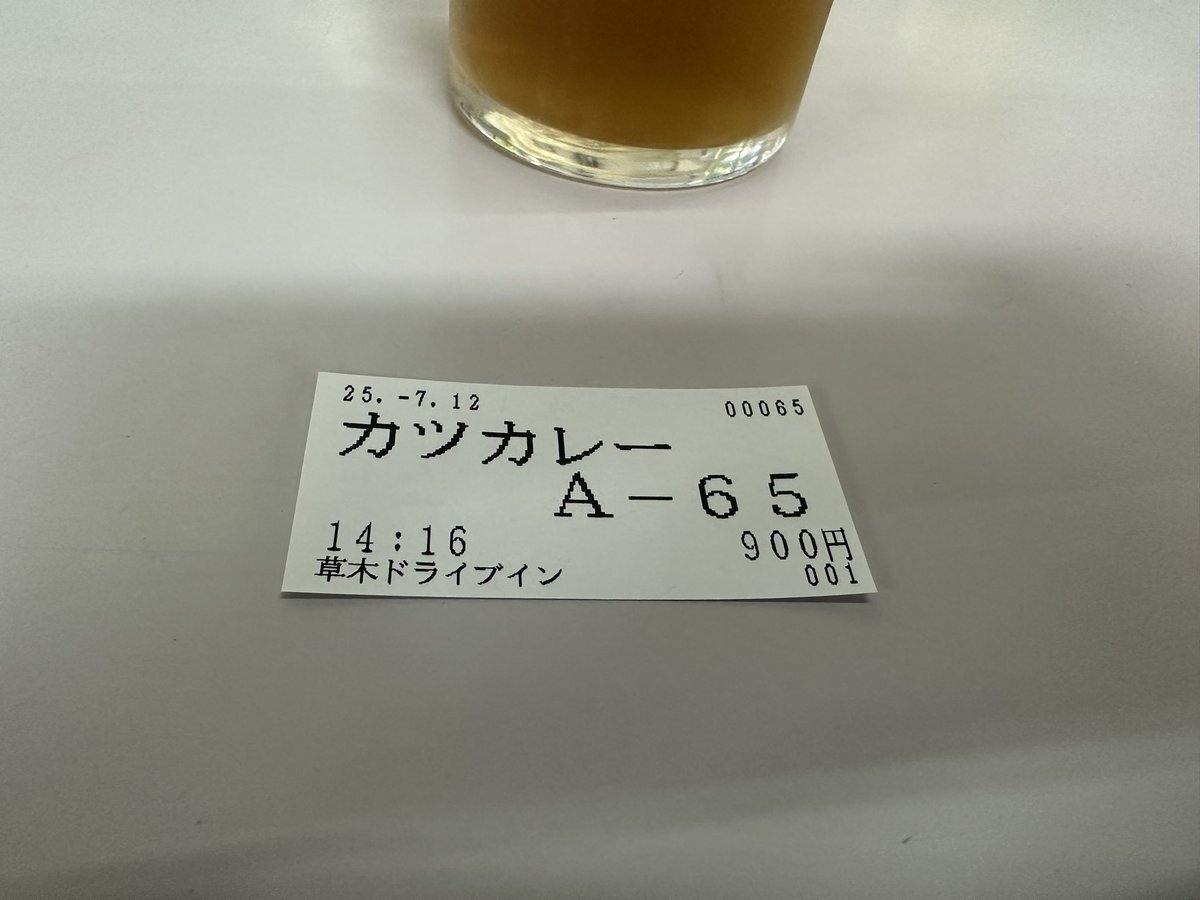 25.-7.12 00065
カツカレー
A-65
14:16 900円
草木ドライブイン 001